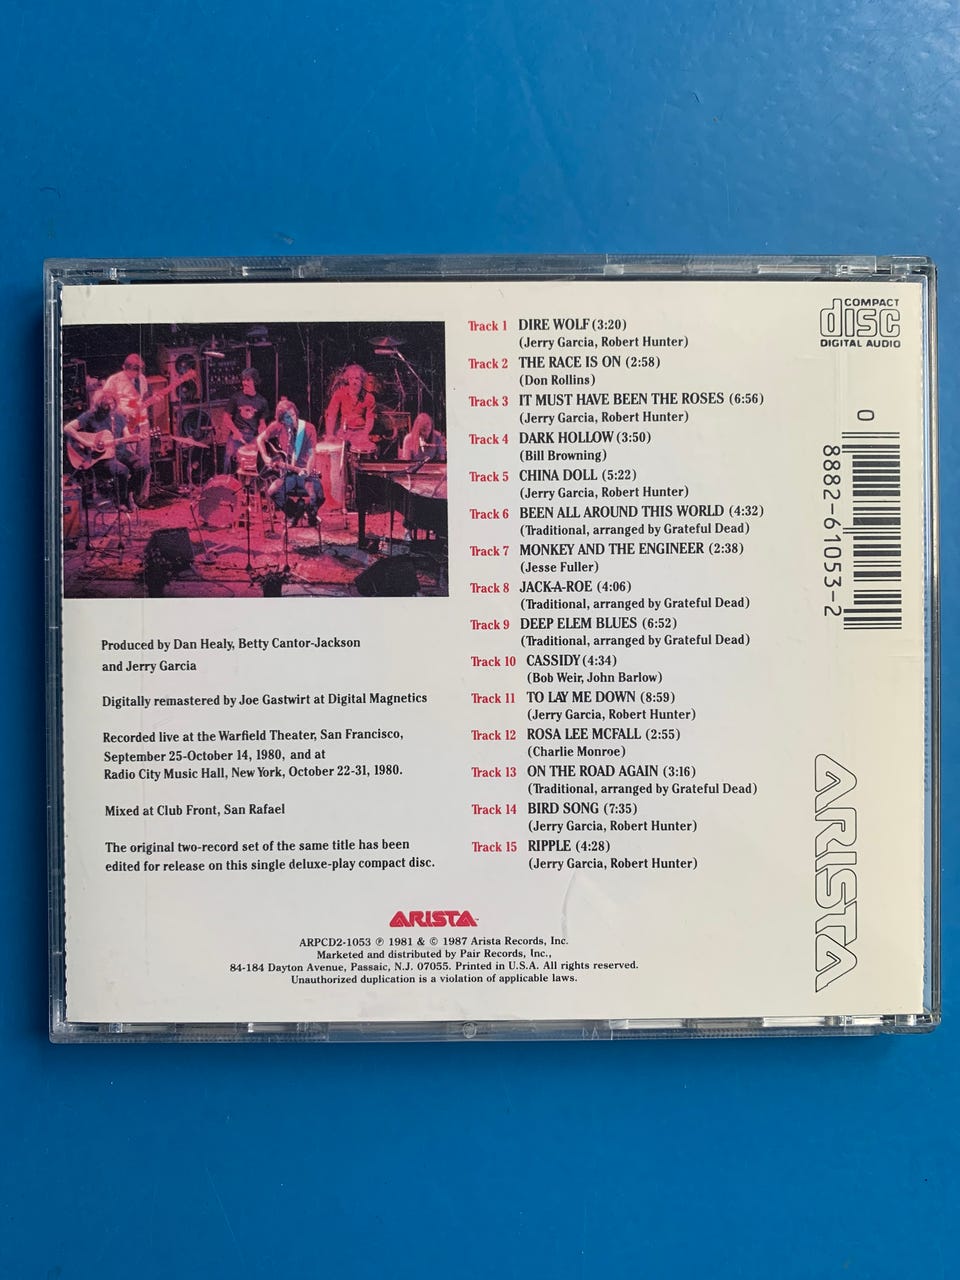 Track 1 DIRE WOLF (3:20)
(Jerry Garcia, Robert Hunter)
Track 2 THE RACE IS ON (2:58)
(Don Rollins)
Track 3 IT MUST HAVE BEEN THE ROSES (6:56)
(Jerry Garcia, Robert Hunter)
Track 4 DARK HOLLOW (3:50)
(Bill Browning)
Track 5 CHINA DOLL (5:22)
(Jerry Garcia, Robert Hunter)
Track 6 BEEN ALL AROUND THIS WORLD (4:32)
(Traditional, arranged by Grateful Dead)
Track 7 MONKEY AND THE ENGINEER (2:38)
(Jesse Fuller)
Track 8 JACK-A-ROE (4:06)
(Traditional, arranged by Grateful Dead)
Track 9 DEEP ELEM BLUES (6:52)
(Traditional, arranged by Grateful Dead)
Track 10 CASSIDY (4:34)
(Bob Weir, John Barlow)
Track 11 TO LAY ME DOWN (8:59)
(Jerry Garcia, Robert Hunter)
Track 12 ROSA LEE MCFALL (2:55)
(Charlie Monroe)
Track 13 ON THE ROAD AGAIN (3:16)
(Traditional, arranged by Grateful Dead)
Track 14 BIRD SONG (7:35)
(Jerry Garcia, Robert Hunter)
Track 15 RIPPLE (4:28)
(Jerry Garcia, Robert Hunter)
Produced by Dan Healy, Betty Cantor-Jackson
and Jerry Garcia
Digitally remastered by Joe Gastwirt at Digital Magnetics
Recorded live at the Warfield Theater, San Francisco,
September 25-October 14, 1980, and at
Radio City Music Hall, New York, October 22-31, 1980.
Mixed at Club Front, San Rafael
The original two-record set of the same title has been
edited for release on this single deluxe-play compact disc.
ARISTA™
ARPCD2-1053 ℗ 1981 & © 1987 Arista Records, Inc.
Marketed and distributed by Pair Records, Inc.,
84-184 Dayton Avenue, Passaic, N.J. 07055. Printed in U.S.A. All rights reserved.
Unauthorized duplication is a violation of applicable laws.
COMPACT
disc
DIGITAL AUDIO
0
8882-61053-2
ARISTA